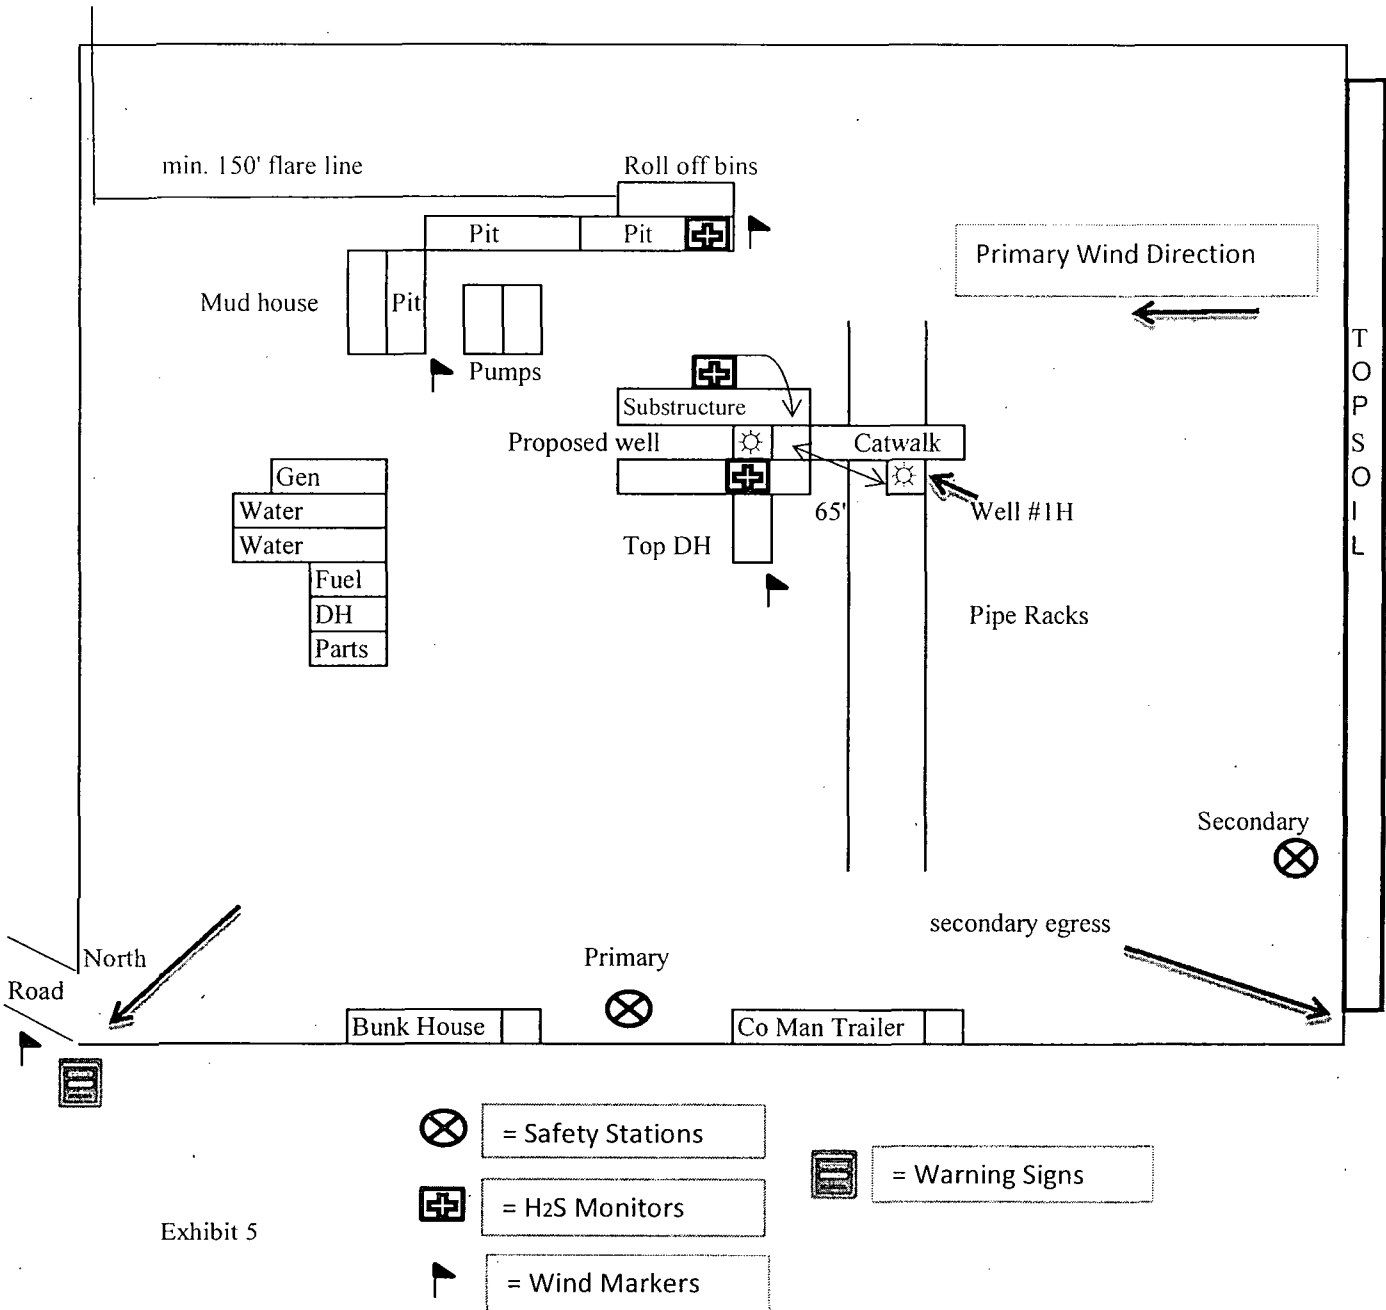 min. 150' flare line
Roll off bins
Pit
Pit
Primary Wind Direction
Mud house
Pit
Pumps
TOPSOIL
Substructure
Proposed well
Catwalk
Gen
Water
65'
Well #1H
Water
Top DH
Fuel
DH
Pipe Racks
Parts
Secondary
secondary egress
North
Primary
Road
Bunk House
Co Man Trailer
= Safety Stations
= Warning Signs
= H2S Monitors
Exhibit 5
= Wind Markers